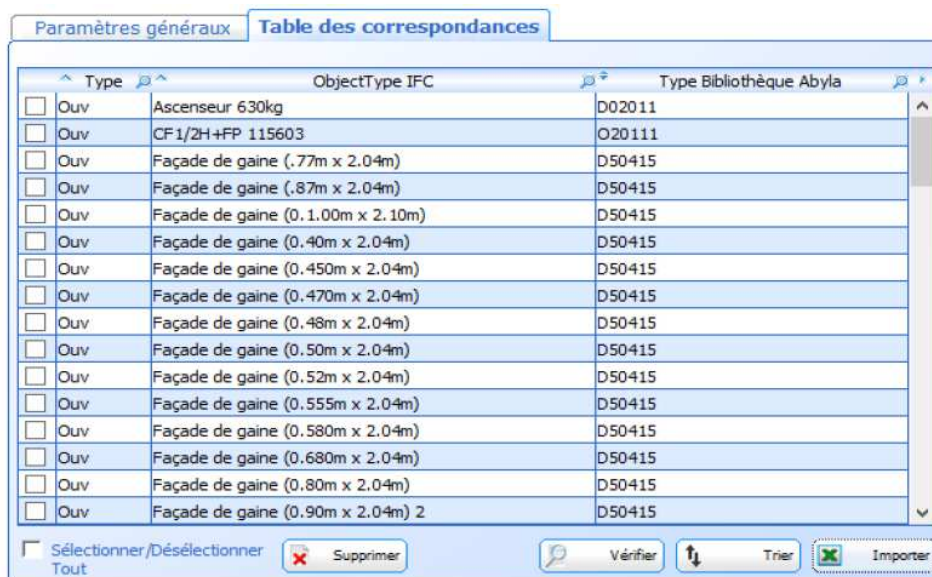 Paramètres généraux Table des correspondances
Type ObjectType IFC Type Bibliothèque Abyla
Ouv Ascenseur 630kg D02011
Ouv CF1/2H+FP 115603 O20111
Ouv Façade de gaine (.77m x 2.04m) D50415
Ouv Façade de gaine (.87m x 2.04m) D50415
Ouv Façade de gaine (0.1.00m x 2.10m) D50415
Ouv Façade de gaine (0.40m x 2.04m) D50415
Ouv Façade de gaine (0.450m x 2.04m) D50415
Ouv Façade de gaine (0.470m x 2.04m) D50415
Ouv Façade de gaine (0.48m x 2.04m) D50415
Ouv Façade de gaine (0.50m x 2.04m) D50415
Ouv Façade de gaine (0.52m x 2.04m) D50415
Ouv Façade de gaine (0.555m x 2.04m) D50415
Ouv Façade de gaine (0.580m x 2.04m) D50415
Ouv Façade de gaine (0.680m x 2.04m) D50415
Ouv Façade de gaine (0.80m x 2.04m) D50415
Ouv Façade de gaine (0.90m x 2.04m) 2 D50415
Sélectionner/Désélectionner
Tout
Supprimer Vérifier Trier Importer